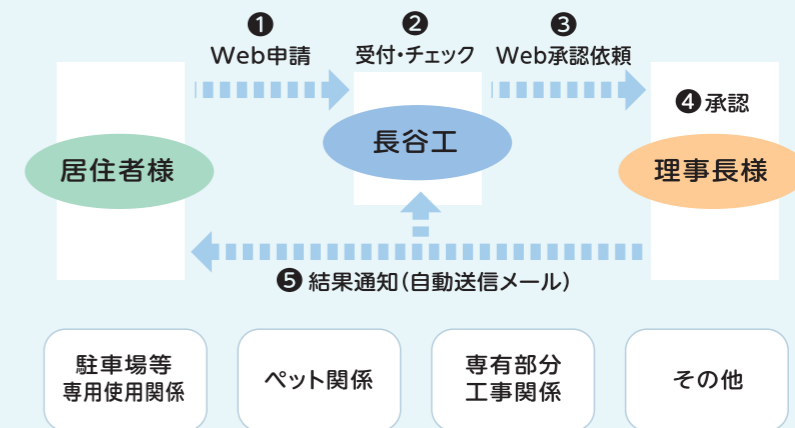 ❶
Web申請
❷
受付・チェック
❸
Web承認依頼
❹承認
居住者様
長谷工
理事長様
❺結果通知(自動送信メール)
駐車場等
専用使用関係
ペット関係
専有部分
工事関係
その他